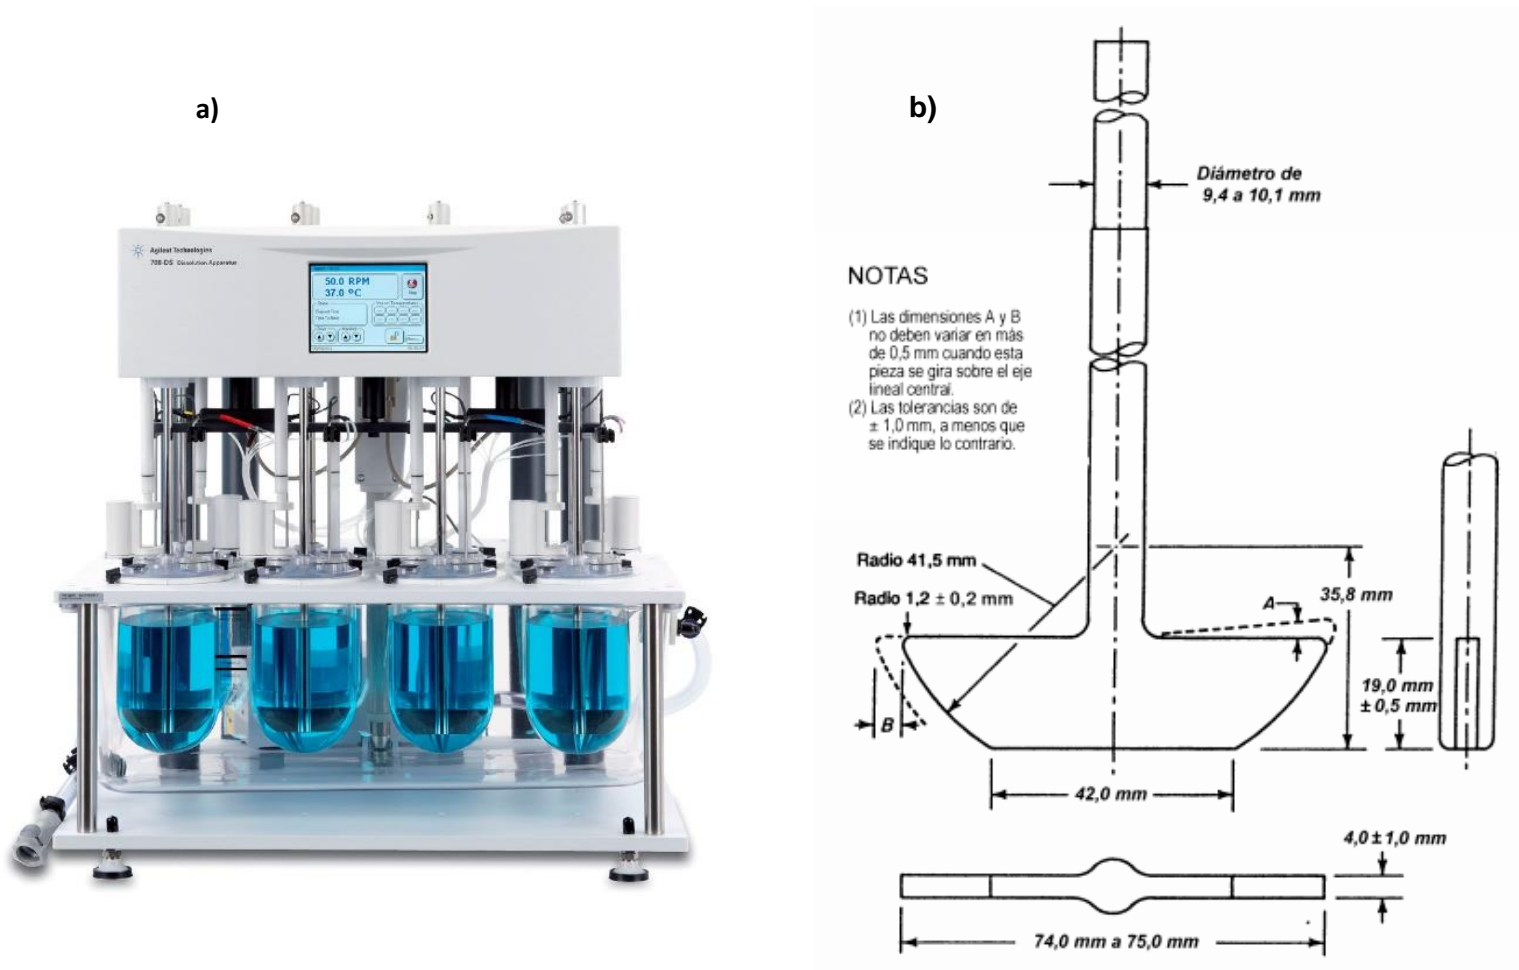 a)
Agilent Technologies
708-DS Dissolution Apparatus
50.0 RPM
37.0 ºC
b)
Diámetro de
9,4 a 10,1 mm
NOTAS
(1) Las dimensiones A y B
no deben variar en más
de 0,5 mm cuando esta
pieza se gira sobre el eje
lineal central.
(2) Las tolerancias son de
± 1,0 mm, a menos que
se indique lo contrario.
Radio 41,5 mm
Radio 1,2 ± 0,2 mm
A
35,8 mm
19,0 mm
± 0,5 mm
B
42,0 mm
4,0 ± 1,0 mm
74,0 mm a 75,0 mm